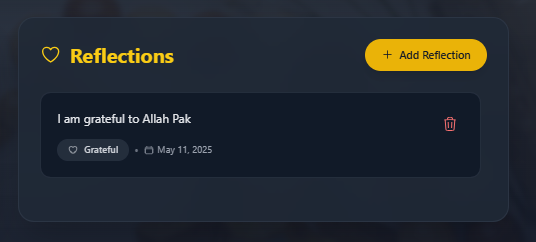 Reflections
+ Add Reflection
I am grateful to Allah Pak
Grateful • May 11, 2025